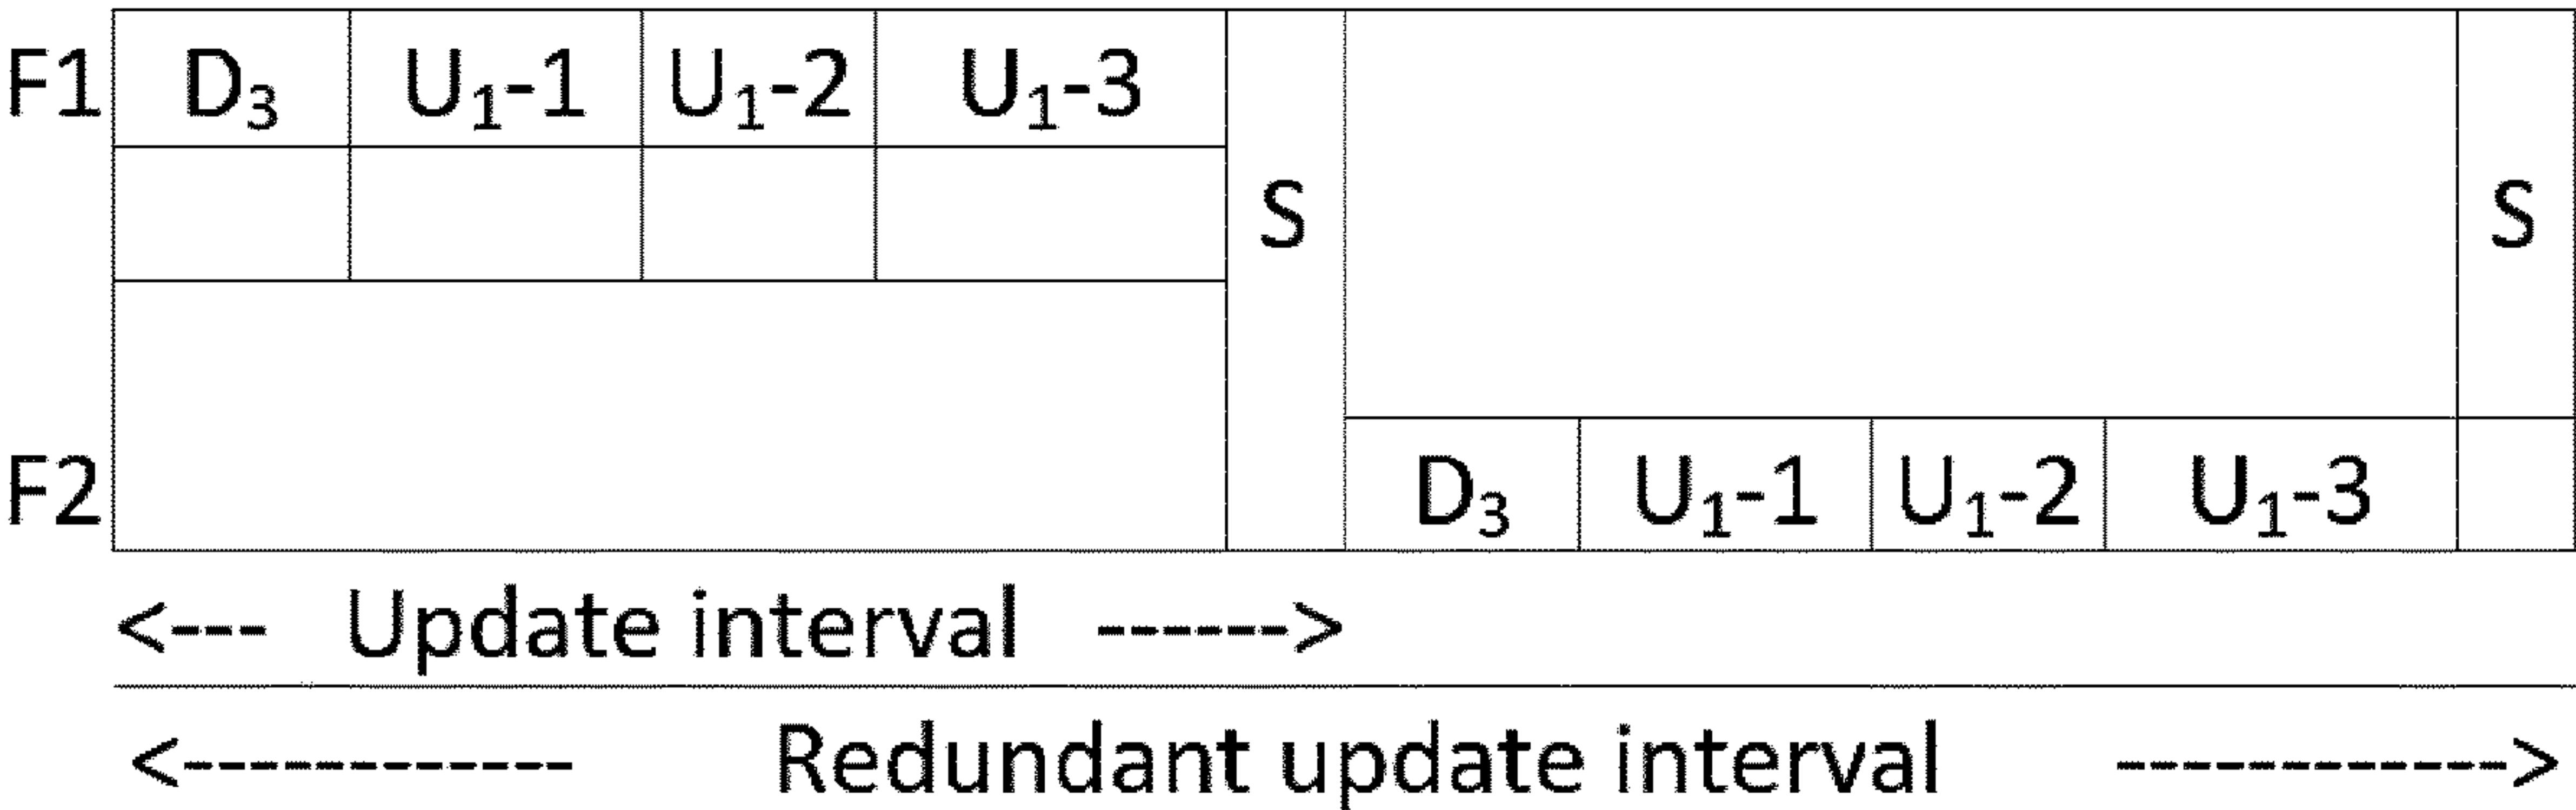 F1 D₃ U₁-1 U₁-2 U₁-3
S S
F2 D₃ U₁-1 U₁-2 U₁-3
<--- Update interval ------>
<------------ Redundant update interval ------------->